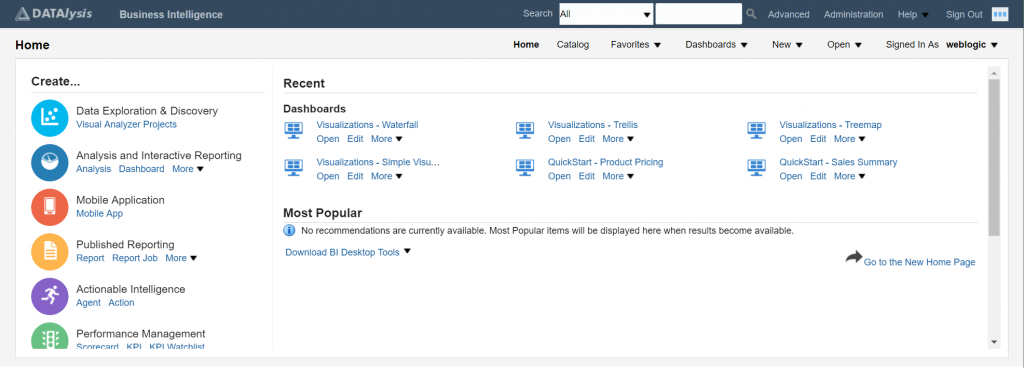 DATAlysis Business Intelligence Search All Advanced Administration Help Sign Out
Home Home Catalog Favorites Dashboards New Open Signed In As weblogic
Create...
Data Exploration & Discovery
Visual Analyzer Projects
Analysis and Interactive Reporting
Analysis Dashboard More
Mobile Application
Mobile App
Published Reporting
Report Report Job More
Actionable Intelligence
Agent Action
Performance Management
Scorecard KPI KPI Watchlist
Recent
Dashboards
Visualizations - Waterfall Visualizations - Trellis Visualizations - Treemap
Open Edit More Open Edit More Open Edit More
Visualizations - Simple Visu... QuickStart - Product Pricing QuickStart - Sales Summary
Open Edit More Open Edit More Open Edit More
Most Popular
No recommendations are currently available. Most Popular items will be displayed here when results become available.
Download BI Desktop Tools
Go to the New Home Page